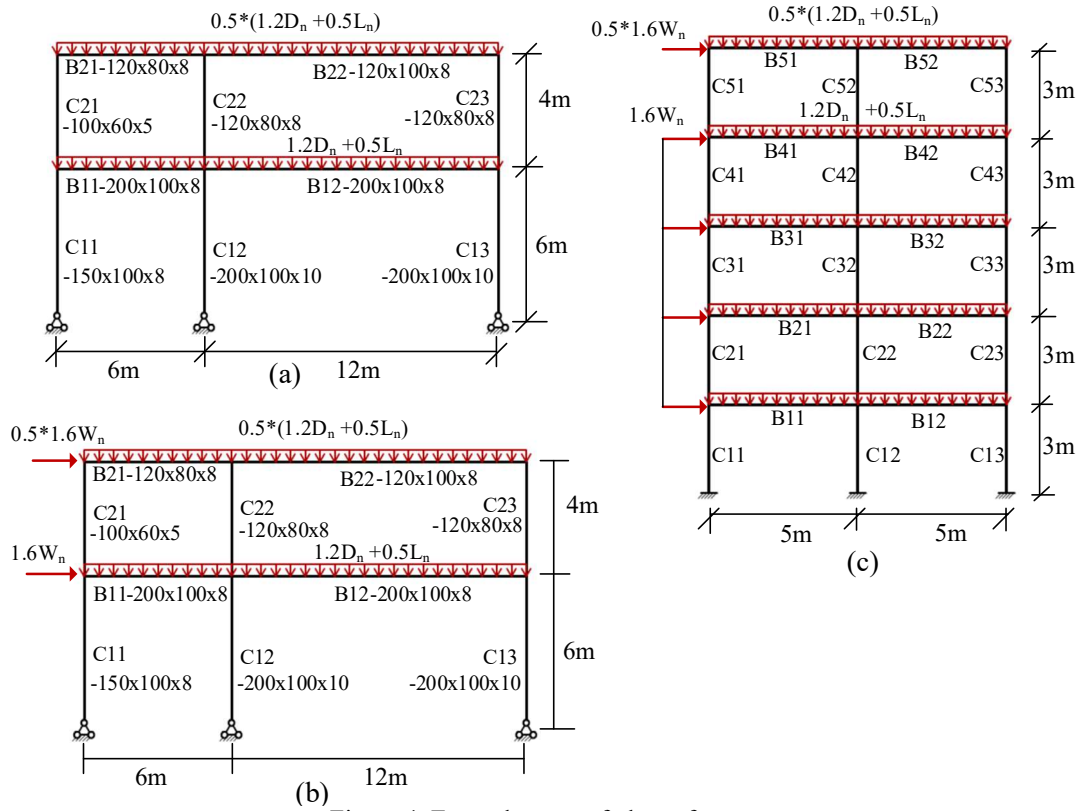 0.5*(1.2Dn +0.5Ln)
B21-120x80x8
B22-120x100x8
C21
-100x60x5
C22
-120x80x8
C23
-120x80x8
4m
1.2Dn +0.5Ln
B11-200x100x8
B12-200x100x8
C11
-150x100x8
C12
-200x100x10
C13
-200x100x10
6m
6m
12m
(a)
0.5*1.6Wn
0.5*(1.2Dn +0.5Ln)
B21-120x80x8
B22-120x100x8
C21
-100x60x5
C22
-120x80x8
C23
-120x80x8
4m
1.6Wn
1.2Dn +0.5Ln
B11-200x100x8
B12-200x100x8
C11
-150x100x8
C12
-200x100x10
C13
-200x100x10
6m
6m
12m
(b)
0.5*(1.2Dn +0.5Ln)
0.5*1.6Wn
B51
B52
C51
C52
C53
3m
1.6Wn
1.2Dn +0.5Ln
B41
B42
C41
C42
C43
3m
B31
B32
C31
C32
C33
3m
B21
B22
C21
C22
C23
3m
B11
B12
C11
C12
C13
3m
5m
5m
(c)